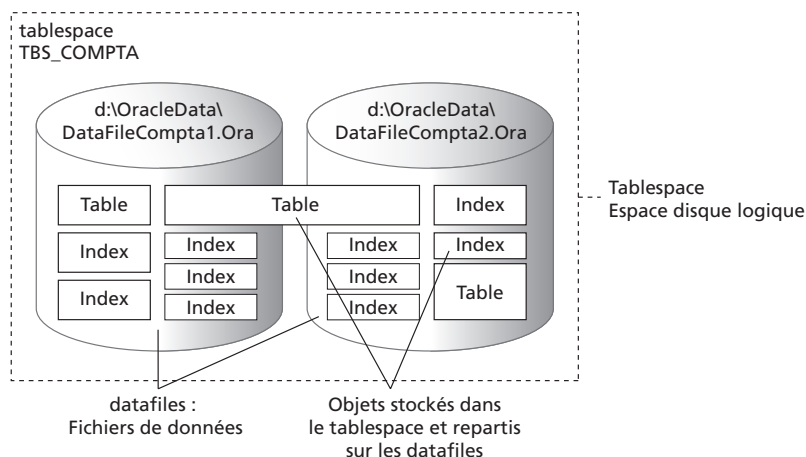 tablespace
TBS_COMPTA
d:\OracleData\
DataFileCompta1.Ora
d:\OracleData\
DataFileCompta2.Ora
Table
Table
Index
Index
Index
Index
Index
Index
Index
Index
Index
Index
Index
Table
Tablespace
Espace disque logique
datafiles :
Fichiers de données
Objets stockés dans
le tablespace et repartis
sur les datafiles